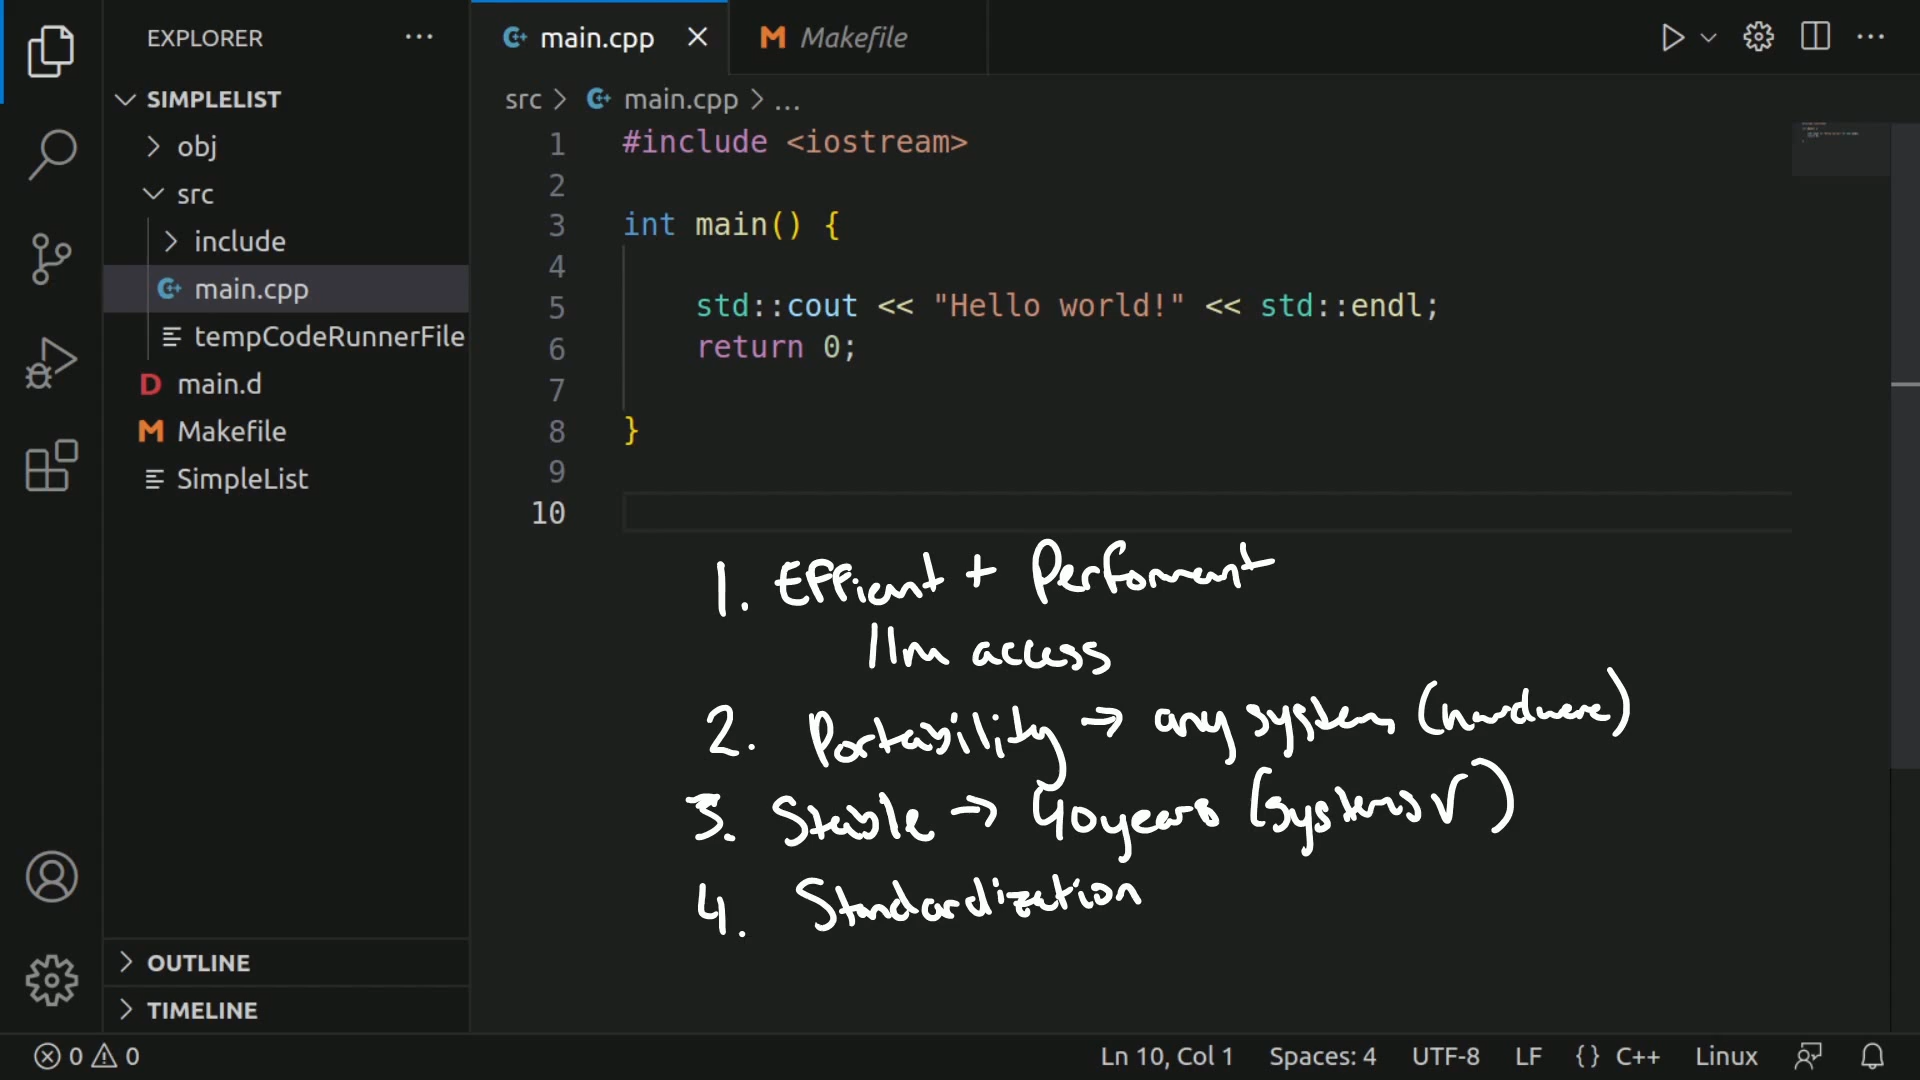 EXPLORER
SIMPLELIST
obj
src
include
main.cpp
tempCodeRunnerFile
main.d
Makefile
SimpleList
OUTLINE
TIMELINE
main.cpp
Makefile
src > main.cpp > ...
1 #include <iostream>
2
3 int main() {
4
5 std::cout << "Hello world!" << std::endl;
6 return 0;
7
8 }
9
10
1. Efficient + Performant
llm access
2. Portability → any system (hardware)
3. Stable → 40 years (systems √)
4. Standardization
0 0
Ln 10, Col 1 Spaces: 4 UTF-8 LF {} C++ Linux